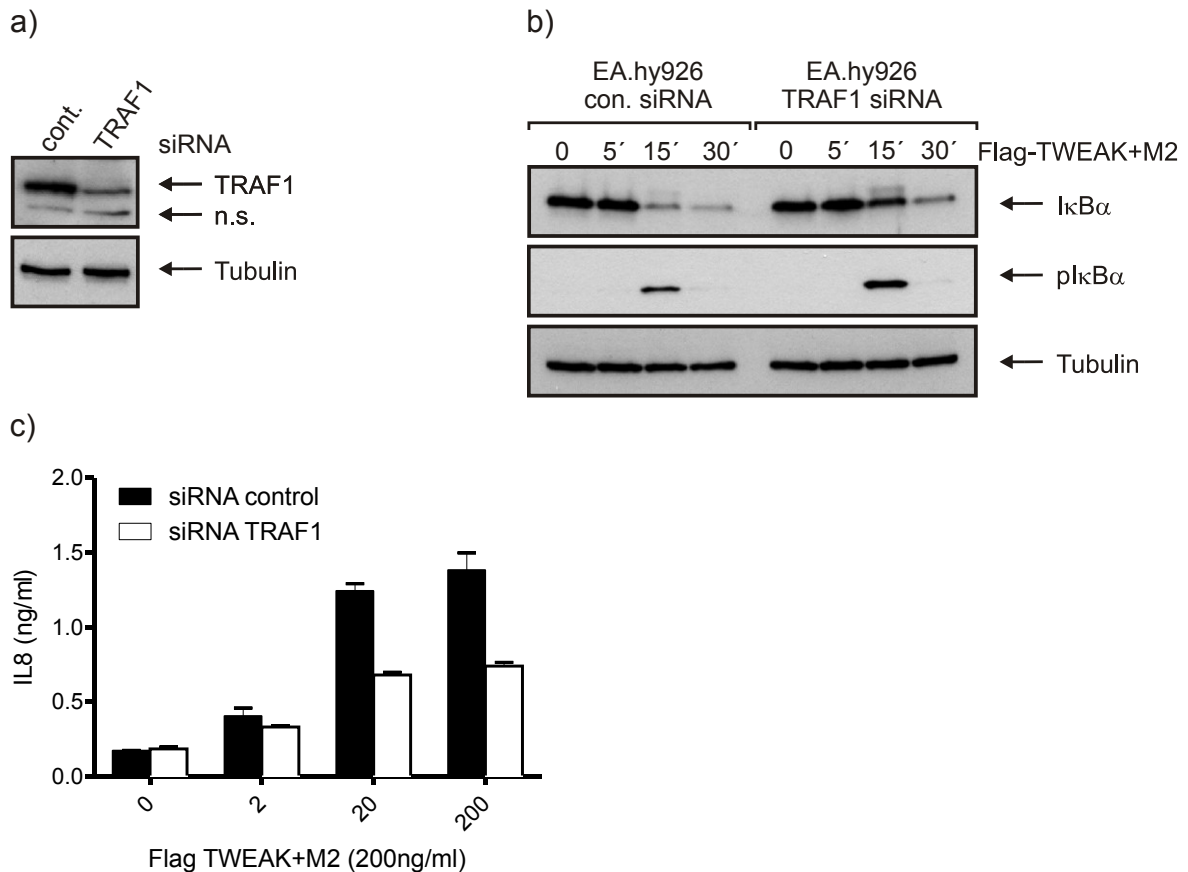 a)
cont.
TRAF1
siRNA
TRAF1
n.s.
Tubulin
b)
EA.hy926
con. siRNA
EA.hy926
TRAF1 siRNA
0 5´ 15´ 30´ 0 5´ 15´ 30´ Flag-TWEAK+M2
IκBα
pIκBα
Tubulin
c)
2.0
1.5
1.0
0.5
0.0
IL8 (ng/ml)
siRNA control
siRNA TRAF1
0 2 20 200
Flag TWEAK+M2 (200ng/ml)